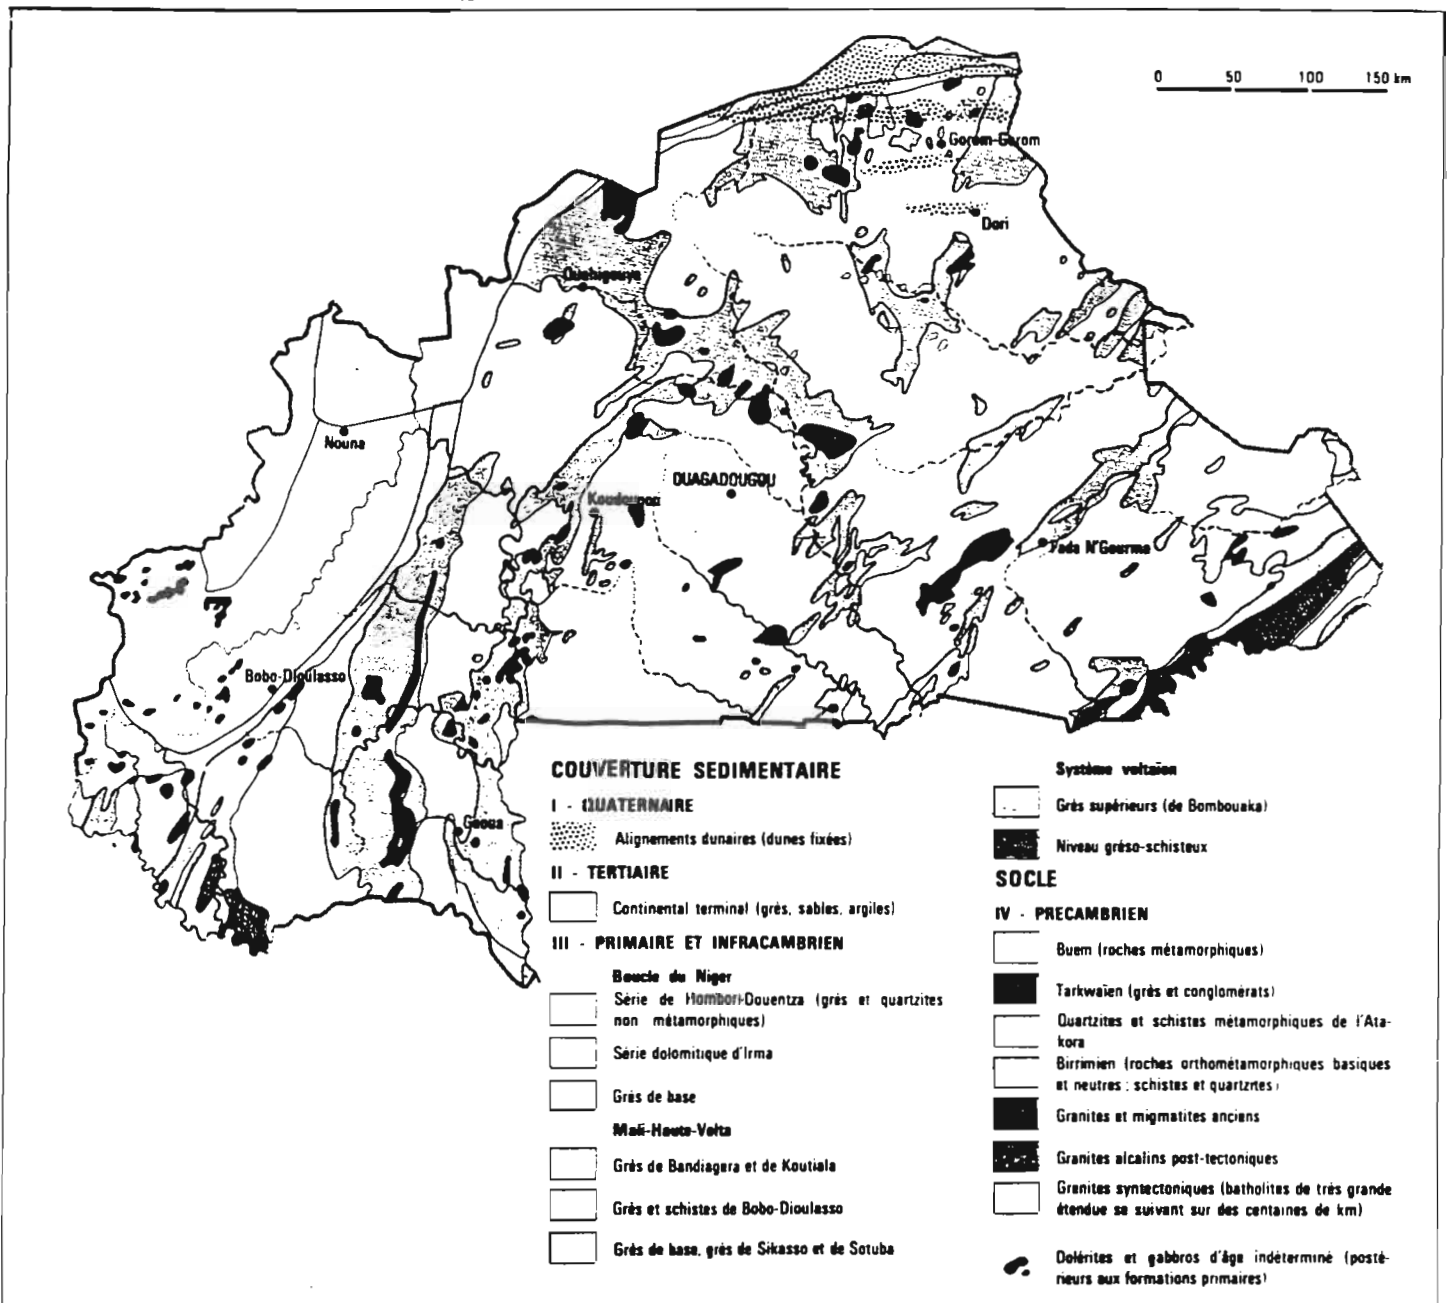 0 50 100 150 km
Gorom-Gorom
Dori
Ouahigouya
Nouna
OUAGADOUGOU
Koudougou
Fada N'Gourma
Bobo-Dioulasso
Gaoua
COUVERTURE SEDIMENTAIRE
I - QUATERNAIRE
Alignements dunaires (dunes fixées)
II - TERTIAIRE
Continental terminal (grès, sables, argiles)
III - PRIMAIRE ET INFRACAMBRIEN
Boucle du Niger
Série de Hombori-Douentza (grès et quartzites
non métamorphiques)
Série dolomitique d'Irma
Grès de base
Mali-Haute-Volta
Grès de Bandiagara et de Koutiala
Grès et schistes de Bobo-Dioulasso
Grès de base, grès de Sikasso et de Sotuba
Système voltaïen
Grès supérieurs (de Bombouaka)
Niveau gréso-schisteux
SOCLE
IV - PRECAMBRIEN
Buem (roches métamorphiques)
Tarkwaïen (grès et conglomérats)
Quartzites et schistes métamorphiques de l'Ata-
kora
Birrimien (roches orthométamorphiques basiques
et neutres ; schistes et quartzites)
Granites et migmatites anciens
Granites alcalins post-tectoniques
Granites syntectoniques (batholites de très grande
étendue se suivant sur des centaines de km)
Dolérites et gabbros d'âge indéterminé (posté-
rieurs aux formations primaires)